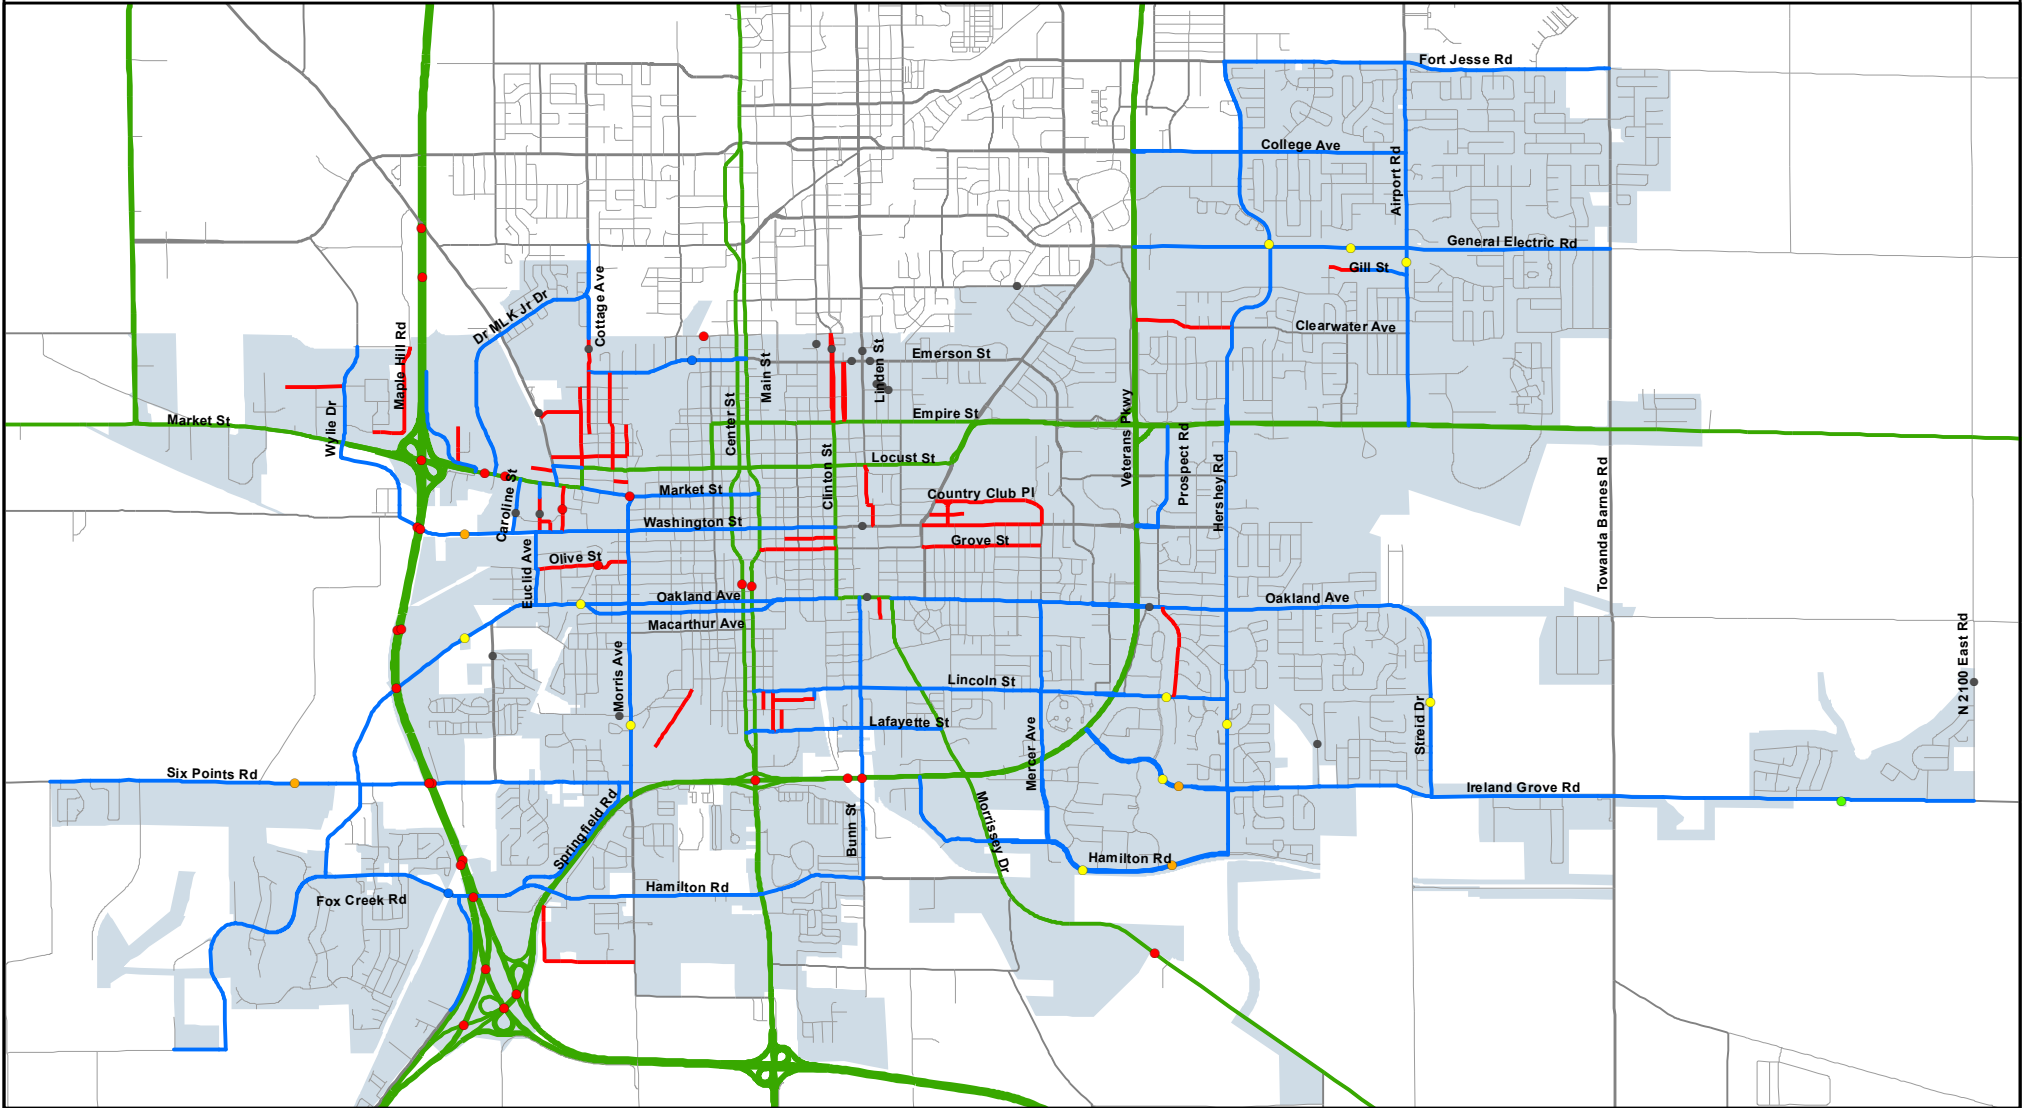 Fort Jesse Rd
College Ave
Airport Rd
General Electric Rd
Gill St
Cottage Ave
Dr MLK Jr Dr
Clearwater Ave
Maple Hill Rd
Emerson St
Linden St
Main St
Market St
Wylie Dr
Center St
Empire St
Veterans Pkwy
Prospect Rd
Hershey Rd
Locust St
Clinton St
Caroline St
Market St
Country Club Pl
Washington St
Grove St
Towanda Barnes Rd
Olive St
Euclid Ave
Oakland Ave
Oakland Ave
Macarthur Ave
N 2100 East Rd
Morris Ave
Lincoln St
Lafayette St
Mercer Ave
Streid Dr
Six Points Rd
Ireland Grove Rd
Springfield Rd
Bunn St
Morrissey Dr
Hamilton Rd
Hamilton Rd
Fox Creek Rd